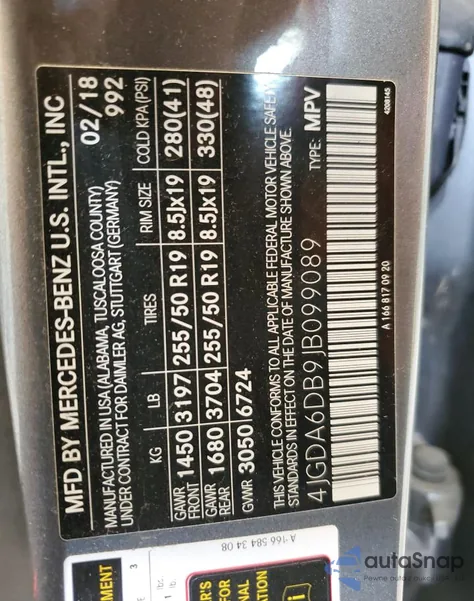 MFD BY MERCEDES-BENZ U.S. INTL., INC
MANUFACTURED IN USA (ALABAMA, TUSCALOOSA COUNTY)
UNDER CONTRACT FOR DAIMLER AG, STUTTGART (GERMANY)
02/18
992
KG LB TIRES RIM SIZE COLD KPA (PSI)
GAWR FRONT 1450 3197 255/50 R19 8.5Jx19 280(41)
GAWR REAR 1680 3704 255/50 R19 8.5Jx19 330(48)
GVWR 3050 6724
THIS VEHICLE CONFORMS TO ALL APPLICABLE FEDERAL MOTOR VEHICLE SAFETY
STANDARDS IN EFFECT ON THE DATE OF MANUFACTURE SHOWN ABOVE.
4JGDA6DB9JB099089 TYPE: MPV
A 166 817 09 20
4208145
A 166 584 34 08
3
lbs.
lb.
autoSnap